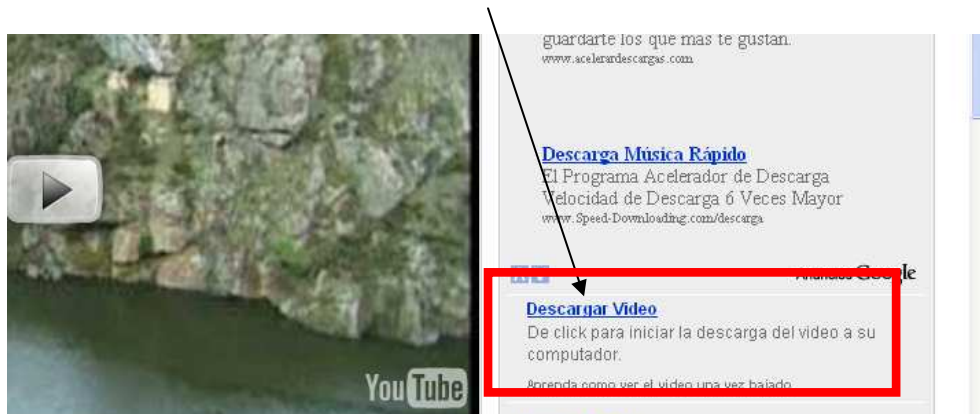 guardarte los que mas te gustan.
www.acelerardescargas.com
Descarga Música Rápido
El Programa Acelerador de Descarga
Velocidad de Descarga 6 Veces Mayor
www.Speed-Downloading.com/descarga
Anuncios Google
Descargar Video
De click para iniciar la descarga del video a su
computador.
Aprenda como ver el video una vez bajado
YouTube